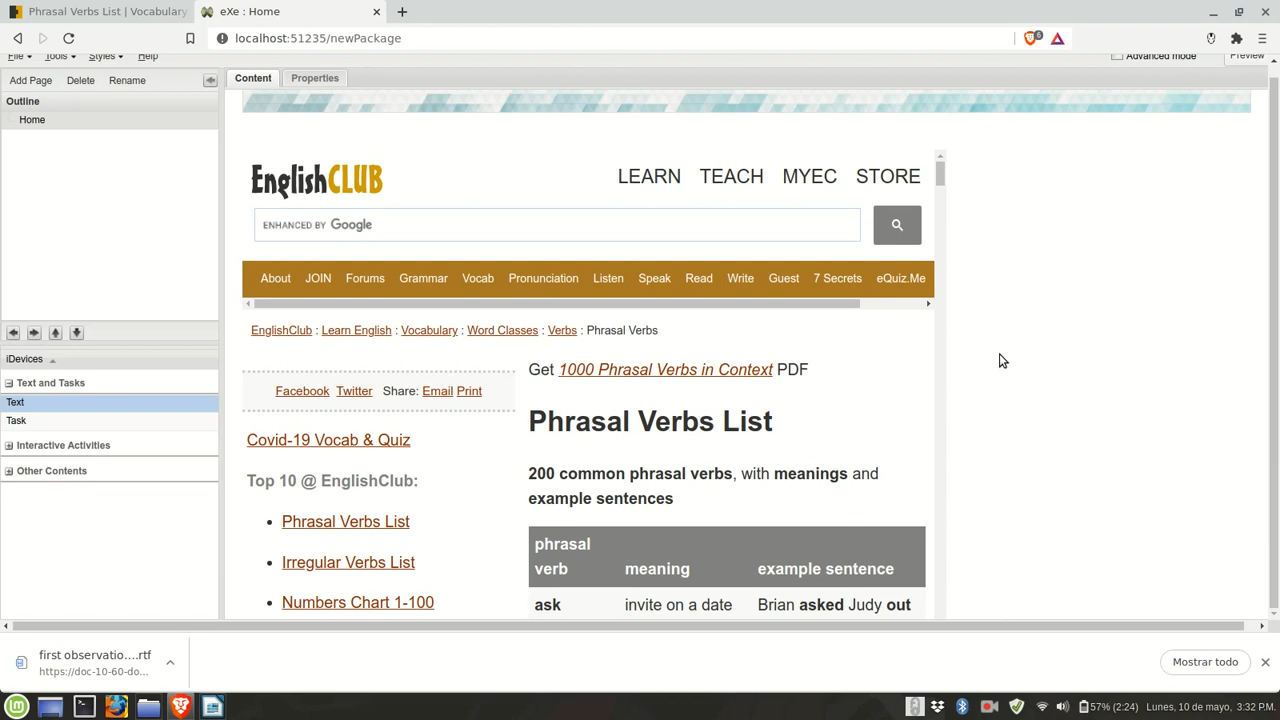 Phrasal Verbs List | Vocabulary
eXe : Home
localhost:51235/newPackage
6
File Tools Styles Help
Advanced mode
Preview
Add Page Delete Rename
Content Properties
Outline
Home
EnglishCLUB
LEARN TEACH MYEC STORE
ENHANCED BY Google
About JOIN Forums Grammar Vocab Pronunciation Listen Speak Read Write Guest 7 Secrets eQuiz.Me
EnglishClub : Learn English : Vocabulary : Word Classes : Verbs : Phrasal Verbs
iDevices
Text and Tasks
Text
Task
Interactive Activities
Other Contents
Facebook Twitter Share: Email Print
Covid-19 Vocab & Quiz
Top 10 @ EnglishClub:
Phrasal Verbs List
Irregular Verbs List
Numbers Chart 1-100
Get 1000 Phrasal Verbs in Context PDF
Phrasal Verbs List
200 common phrasal verbs, with meanings and
example sentences
phrasal
verb meaning example sentence
ask invite on a date Brian asked Judy out
first observatio....rtf
https://doc-10-60-do...
Mostrar todo
57% (2:24) Lunes, 10 de mayo, 3:32 P.M.